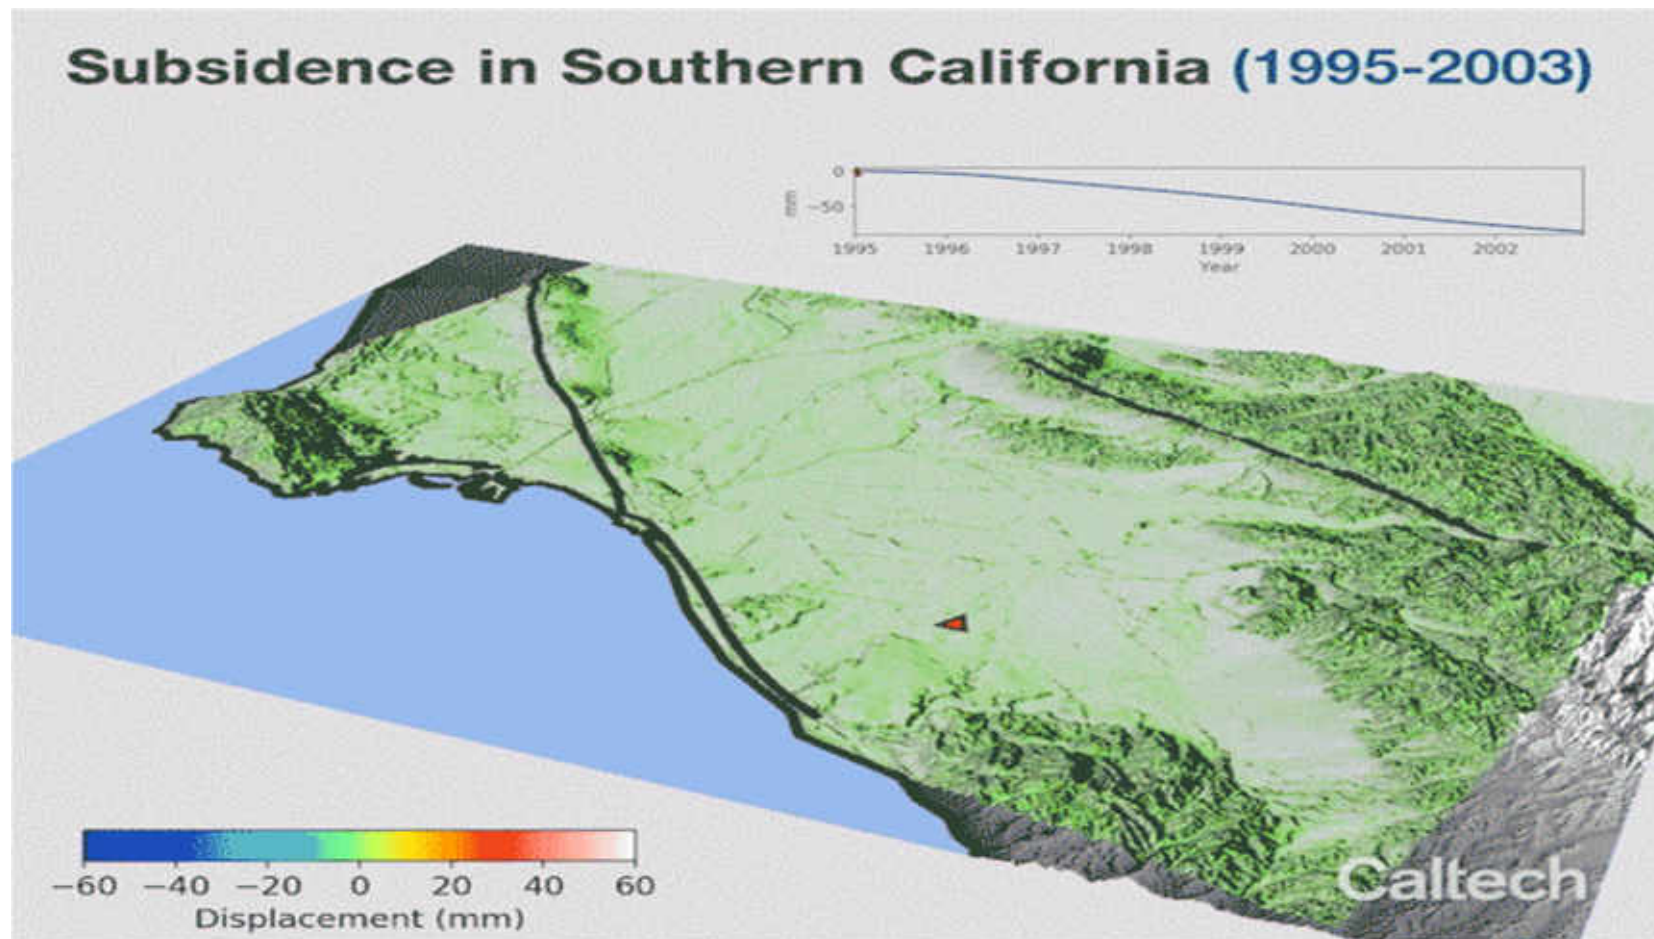 Subsidence in Southern California (1995-2003)
0
mm
−50
1995 1996 1997 1998 1999 2000 2001 2002
Year
Caltech
−60 −40 −20 0 20 40 60
Displacement (mm)